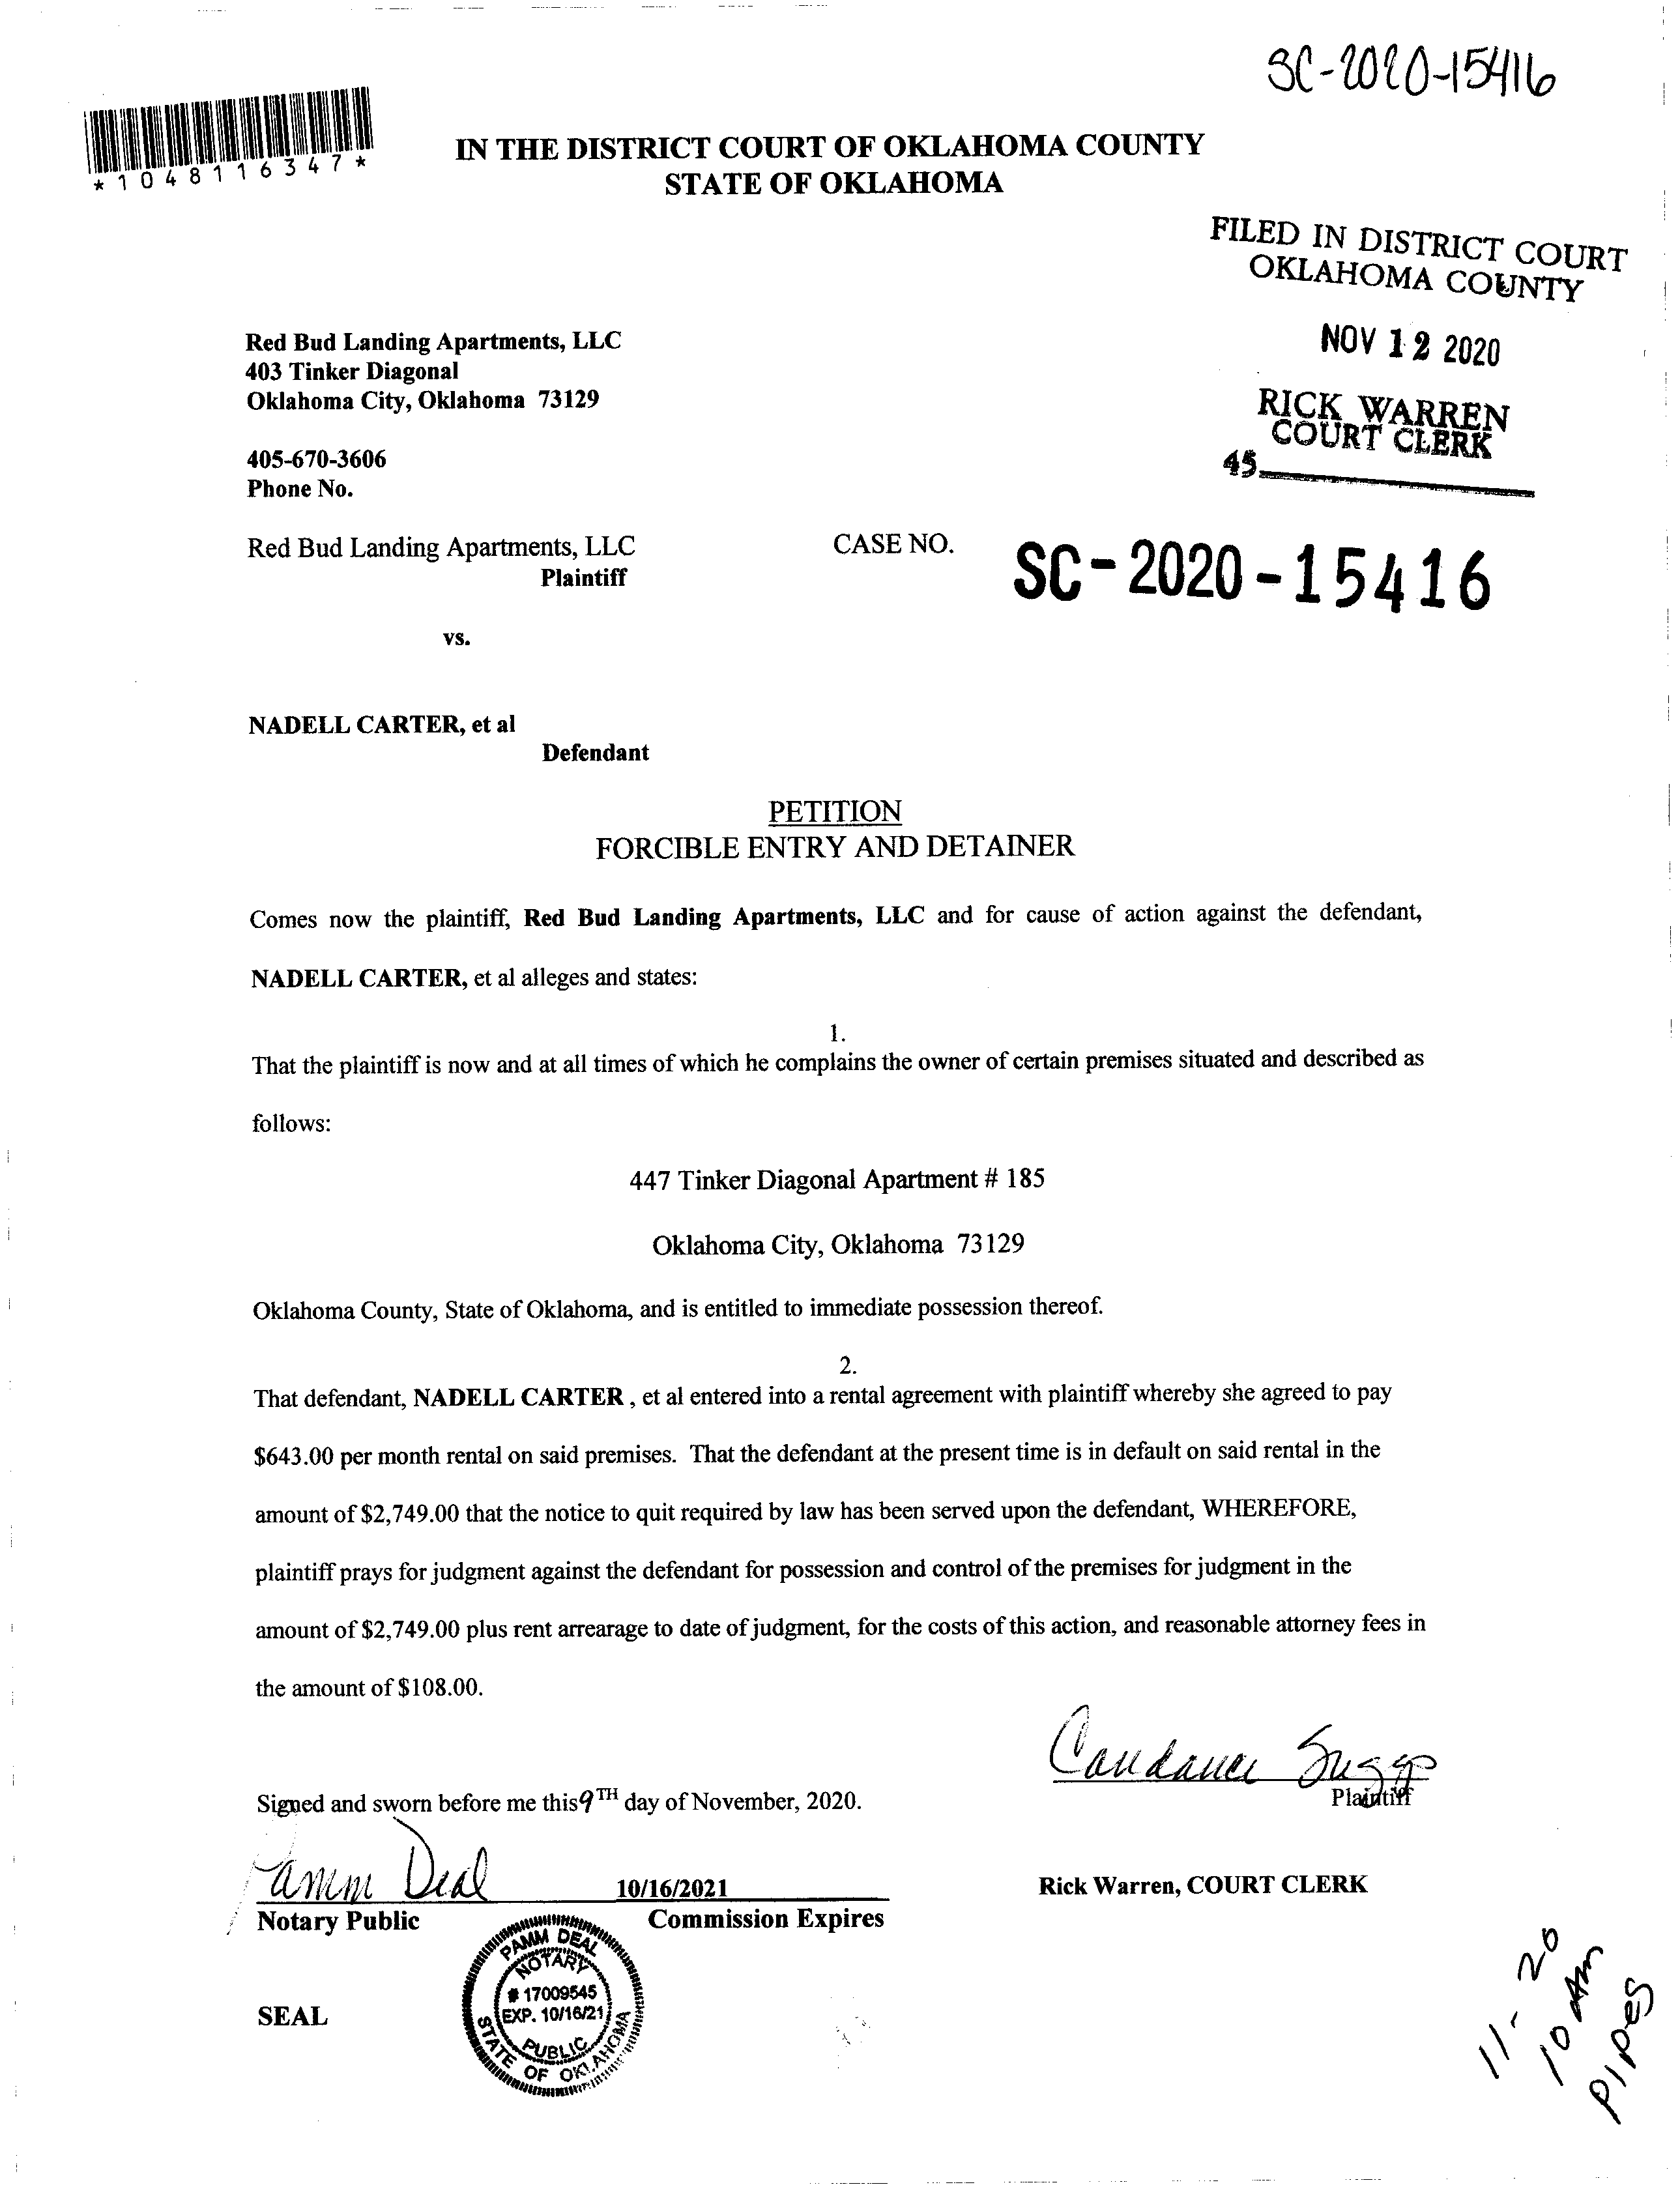 SC-2020-15416
*1048116347*
IN THE DISTRICT COURT OF OKLAHOMA COUNTY
STATE OF OKLAHOMA
FILED IN DISTRICT COURT
OKLAHOMA COUNTY
NOV 12 2020
RICK WARREN
COURT CLERK
45
Red Bud Landing Apartments, LLC
403 Tinker Diagonal
Oklahoma City, Oklahoma 73129
405-670-3606
Phone No.
Red Bud Landing Apartments, LLC
Plaintiff
CASE NO. SC-2020-15416
vs.
NADELL CARTER, et al
Defendant
PETITION
FORCIBLE ENTRY AND DETAINER
Comes now the plaintiff, Red Bud Landing Apartments, LLC and for cause of action against the defendant,
NADELL CARTER, et al alleges and states:
1.
That the plaintiff is now and at all times of which he complains the owner of certain premises situated and described as
follows:
447 Tinker Diagonal Apartment # 185
Oklahoma City, Oklahoma 73129
Oklahoma County, State of Oklahoma, and is entitled to immediate possession thereof.
2.
That defendant, NADELL CARTER , et al entered into a rental agreement with plaintiff whereby she agreed to pay
$643.00 per month rental on said premises. That the defendant at the present time is in default on said rental in the
amount of $2,749.00 that the notice to quit required by law has been served upon the defendant, WHEREFORE,
plaintiff prays for judgment against the defendant for possession and control of the premises for judgment in the
amount of $2,749.00 plus rent arrearage to date of judgment, for the costs of this action, and reasonable attorney fees in
the amount of $108.00.
Candance Suggs
Plaintiff
Signed and sworn before me this 9TH day of November, 2020.
Pamm Deal
10/16/2021
Notary Public
Commission Expires
Rick Warren, COURT CLERK
SEAL
PAMM DEAL
NOTARY
# 17009545
EXP. 10/16/21
PUBLIC
STATE OF OKLAHOMA
11-20
10 AM
PIPES